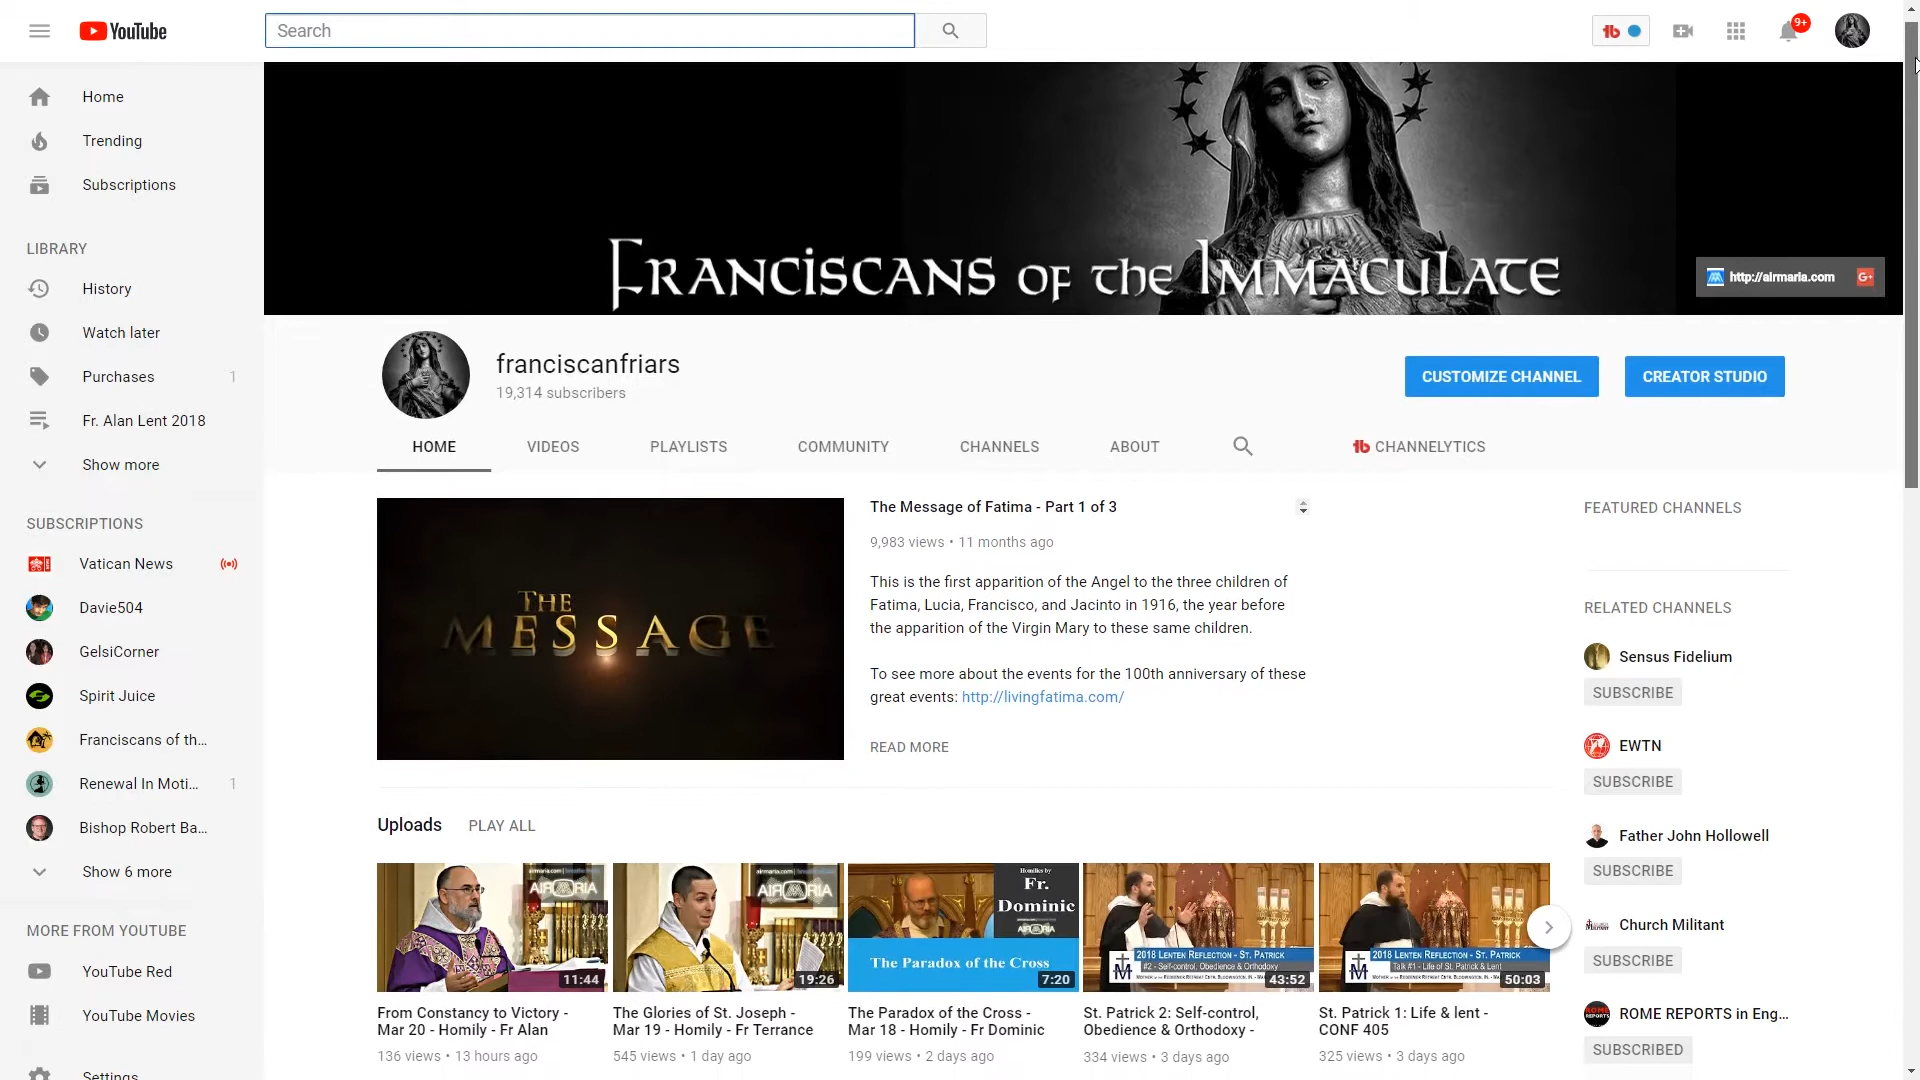 YouTube
Search
9+
Home
Trending
Subscriptions
LIBRARY
History
Watch later
Purchases 1
Fr. Alan Lent 2018
Show more
SUBSCRIPTIONS
Vatican News
Davie504
GelsiCorner
Spirit Juice
Franciscans of th...
Renewal In Moti... 1
Bishop Robert Ba...
Show 6 more
MORE FROM YOUTUBE
YouTube Red
YouTube Movies
Settings
FRANCISCANS OF THE IMMACULATE
http://airmaria.com G+
franciscanfriars
19,314 subscribers
CUSTOMIZE CHANNEL
CREATOR STUDIO
HOME VIDEOS PLAYLISTS COMMUNITY CHANNELS ABOUT CHANNELYTICS
THE
MESSAGE
The Message of Fatima - Part 1 of 3
9,983 views • 11 months ago
This is the first apparition of the Angel to the three children of
Fatima, Lucia, Francisco, and Jacinto in 1916, the year before
the apparition of the Virgin Mary to these same children.
To see more about the events for the 100th anniversary of these
great events: http://livingfatima.com/
READ MORE
Uploads PLAY ALL
11:44
From Constancy to Victory -
Mar 20 - Homily - Fr Alan
136 views • 13 hours ago
19:26
The Glories of St. Joseph -
Mar 19 - Homily - Fr Terrance
545 views • 1 day ago
Homilies by
Fr.
Dominic
The Paradox of the Cross
7:20
The Paradox of the Cross -
Mar 18 - Homily - Fr Dominic
199 views • 2 days ago
2018 LENTEN REFLECTION - ST. PATRICK
#2 - Self-control, Obedience & Orthodoxy
43:52
St. Patrick 2: Self-control,
Obedience & Orthodoxy -
334 views • 3 days ago
2018 LENTEN REFLECTION - ST. PATRICK
Talk #1 - Life of St. Patrick & Lent
50:03
St. Patrick 1: Life & lent -
CONF 405
325 views • 3 days ago
FEATURED CHANNELS
RELATED CHANNELS
Sensus Fidelium
SUBSCRIBE
EWTN
SUBSCRIBE
Father John Hollowell
SUBSCRIBE
Church Militant
SUBSCRIBE
ROME REPORTS in Eng...
SUBSCRIBED